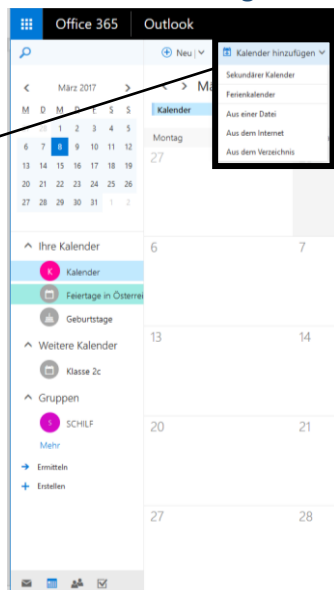 Office 365 Outlook
Neu
Kalender hinzufügen
Sekundärer Kalender
Ferienkalender
Aus einer Datei
Aus dem Internet
Aus dem Verzeichnis
März 2017
M D M D F S S
28 1 2 3 4 5
6 7 8 9 10 11 12
13 14 15 16 17 18 19
20 21 22 23 24 25 26
27 28 29 30 31 1 2
Mä
Kalender
Montag
27
6 7
13 14
20 21
27 28
Ihre Kalender
K Kalender
Feiertage in Österrei
Geburtstage
Weitere Kalender
Klasse 2c
Gruppen
S SCHILF
Mehr
Ermitteln
Erstellen